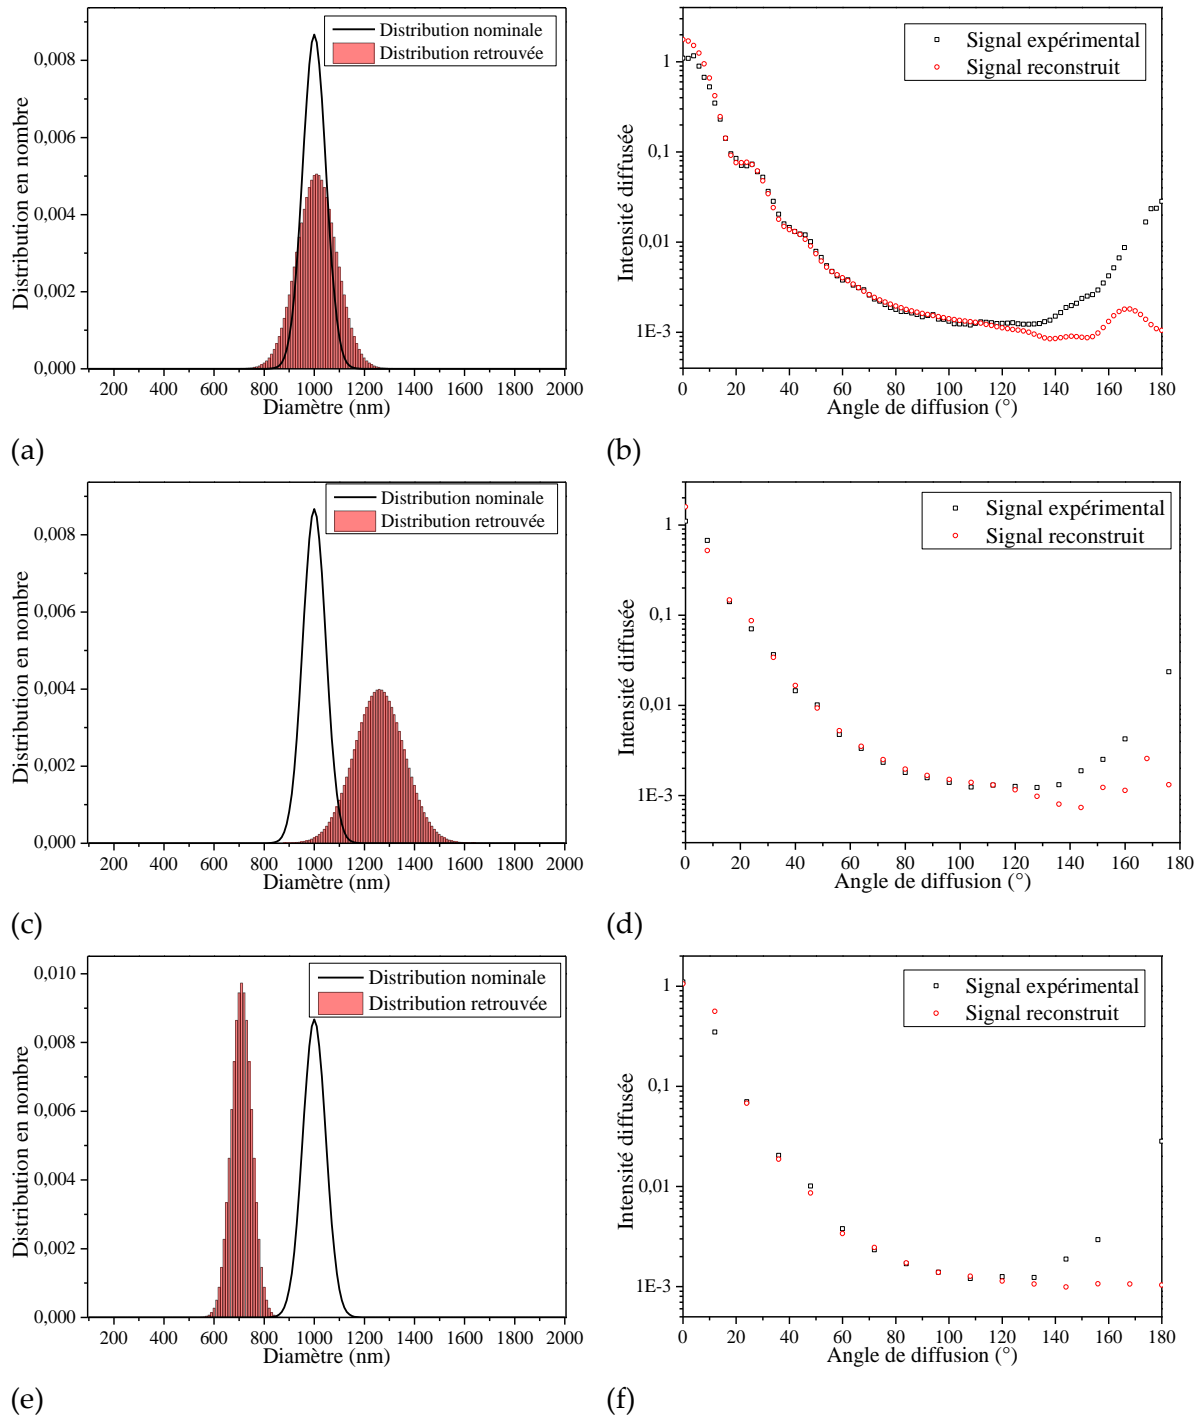 Distribution en nombre
0,008
0,006
0,004
0,002
0,000
Distribution nominale
Distribution retrouvée
200 400 600 800 1000 1200 1400 1600 1800 2000
Diamètre (nm)
(a)
Intensité diffusée
1
0,1
0,01
1E-3
Signal expérimental
Signal reconstruit
0 20 40 60 80 100 120 140 160 180
Angle de diffusion (°)
(b)
Distribution en nombre
0,008
0,006
0,004
0,002
0,000
Distribution nominale
Distribution retrouvée
200 400 600 800 1000 1200 1400 1600 1800 2000
Diamètre (nm)
(c)
Intensité diffusée
1
0,1
0,01
1E-3
Signal expérimental
Signal reconstruit
0 20 40 60 80 100 120 140 160 180
Angle de diffusion (°)
(d)
Distribution en nombre
0,010
0,008
0,006
0,004
0,002
0,000
Distribution nominale
Distribution retrouvée
200 400 600 800 1000 1200 1400 1600 1800 2000
Diamètre (nm)
(e)
Intensité diffusée
1
0,1
0,01
1E-3
Signal expérimental
Signal reconstruit
0 20 40 60 80 100 120 140 160 180
Angle de diffusion (°)
(f)